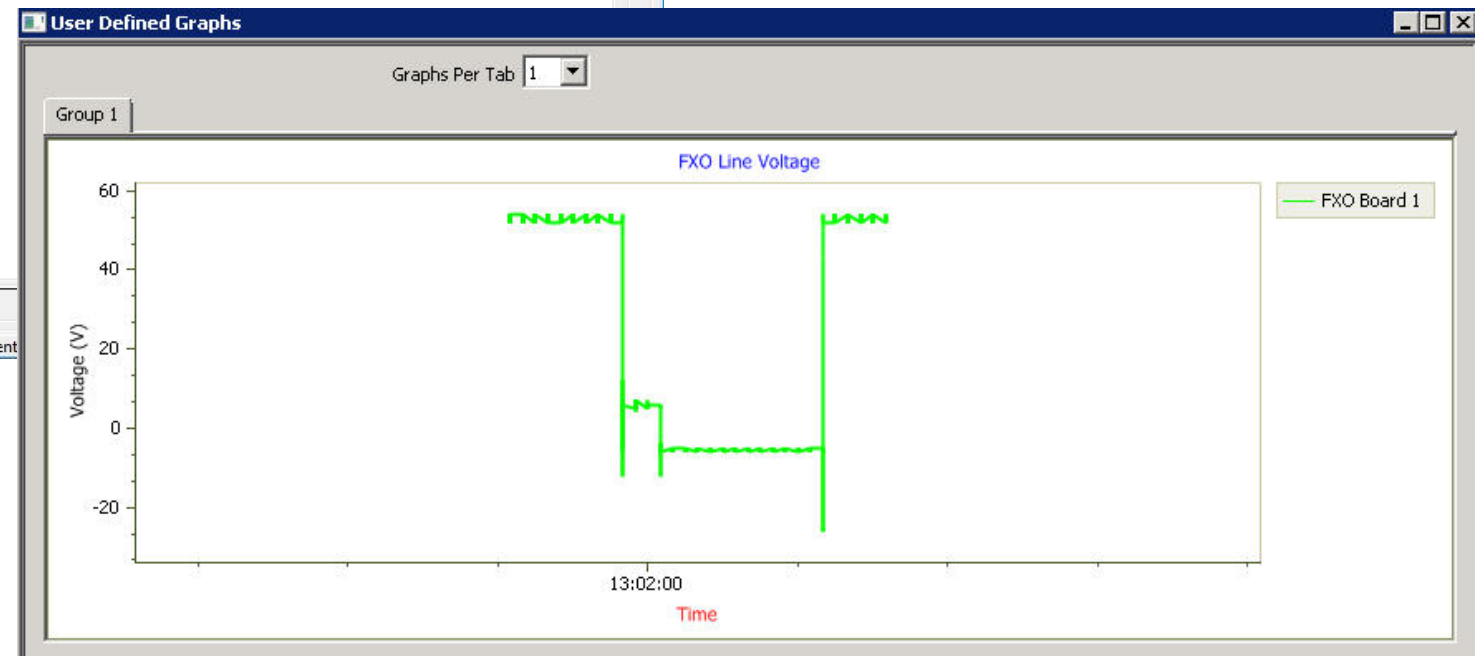 User Defined Graphs
Graphs Per Tab 1
Group 1
FXO Line Voltage
FXO Board 1
60
40
20
0
-20
Voltage (V)
13:02:00
Time
ent